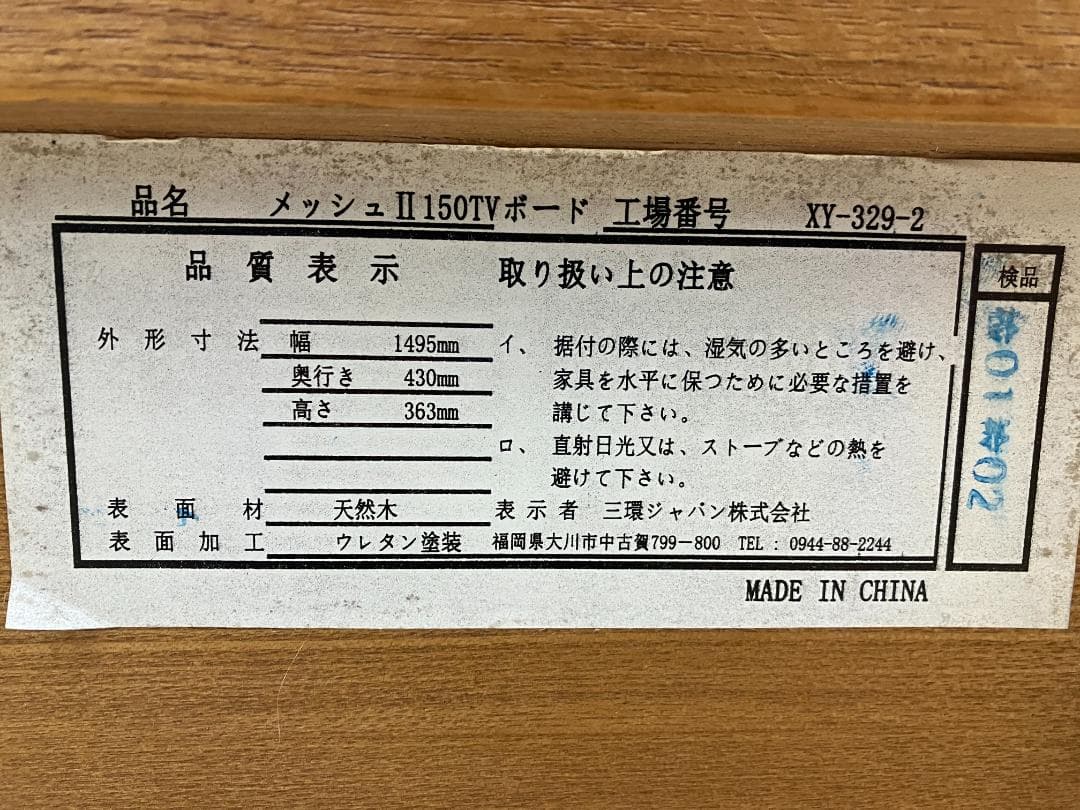 品名 メッシュⅡ150TVボード 工場番号 XY-329-2
品質表示
外形寸法 幅 1495mm
奥行き 430mm
高さ 363mm
表面材 天然木
表面加工 ウレタン塗装
取り扱い上の注意
イ、据付の際には、湿気の多いところを避け、
家具を水平に保つために必要な措置を
講じて下さい。
ロ、直射日光又は、ストーブなどの熱を
避けて下さい。
表示者 三環ジャパン株式会社
福岡県大川市中古賀799-800 TEL : 0944-88-2244
検品
01 02
MADE IN CHINA